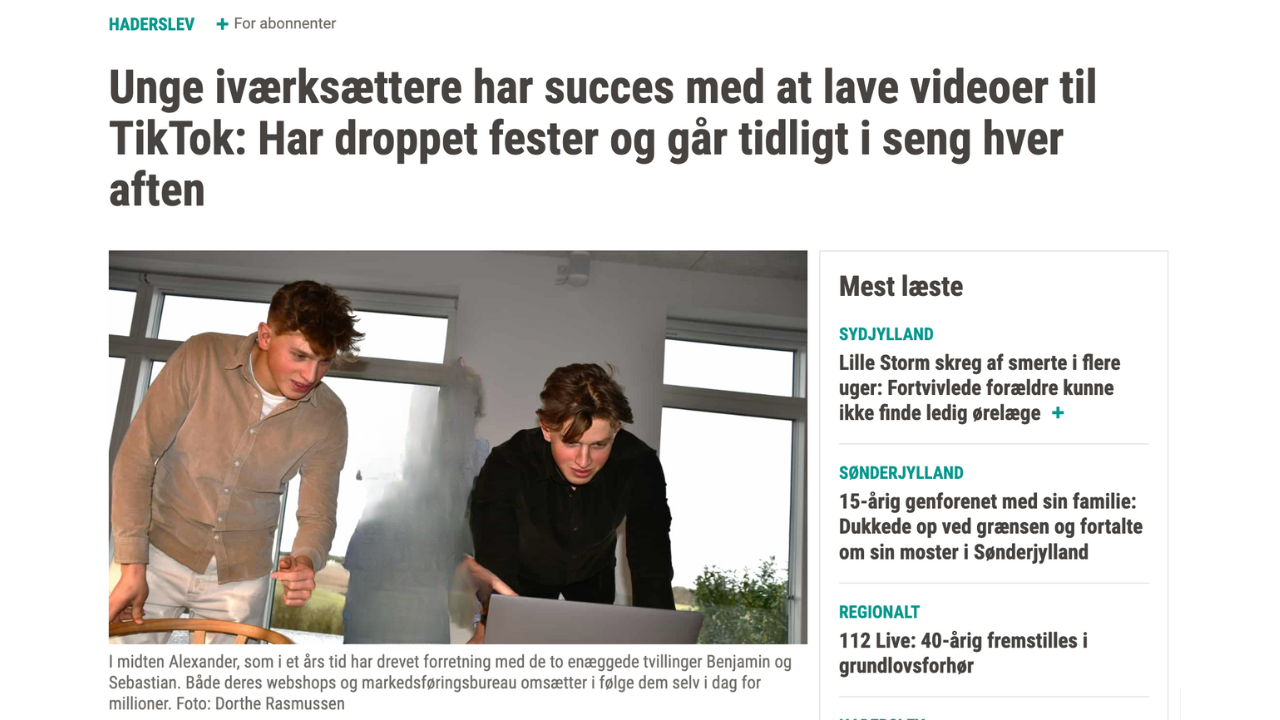 HADERSLEV + For abonnenter
Unge iværksættere har succes med at lave videoer til
TikTok: Har droppet fester og går tidligt i seng hver
aften
I midten Alexander, som i et års tid har drevet forretning med de to enæggede tvillinger Benjamin og
Sebastian. Både deres webshops og markedsføringsbureau omsætter i følge dem selv i dag for
millioner. Foto: Dorthe Rasmussen
Mest læste
SYDJYLLAND
Lille Storm skreg af smerte i flere
uger: Fortvivlede forældre kunne
ikke finde ledig ørelæge +
SØNDERJYLLAND
15-årig genforenet med sin familie:
Dukkede op ved grænsen og fortalte
om sin moster i Sønderjylland
REGIONALT
112 Live: 40-årig fremstilles i
grundlovsforhør